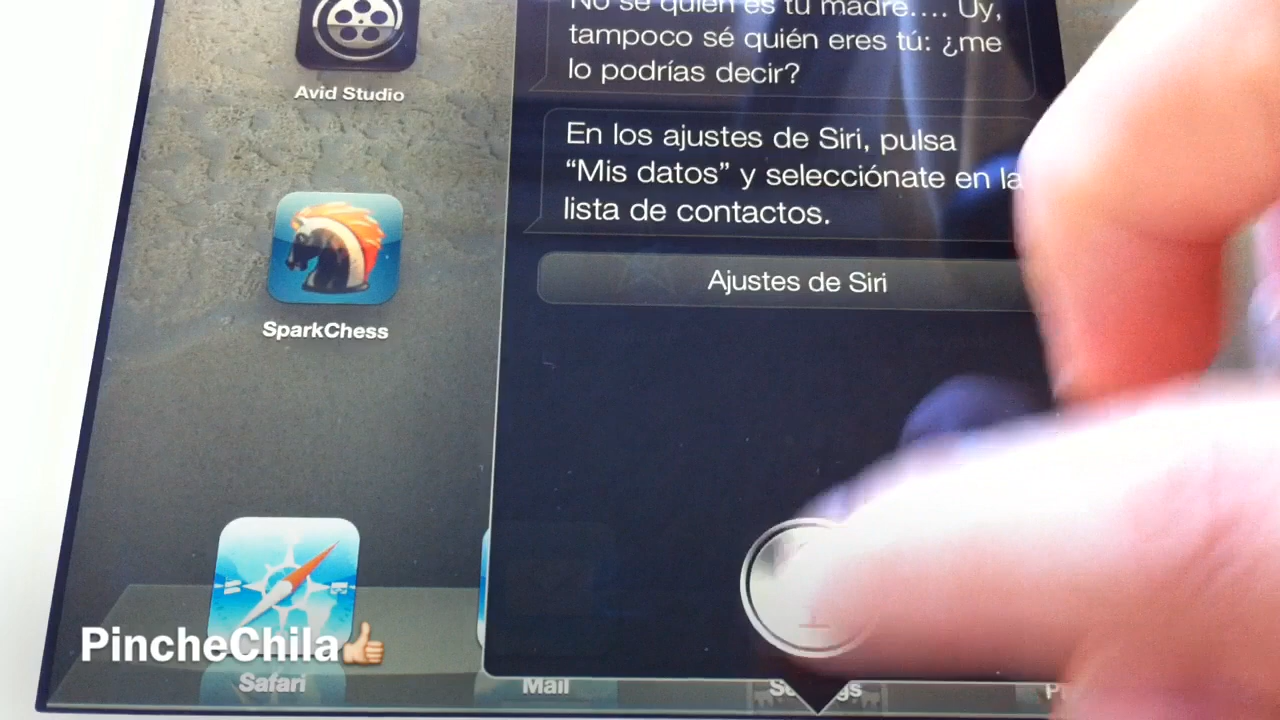 No sé quién es tu madre.... Uy,
tampoco sé quién eres tú: ¿me
lo podrías decir?
Avid Studio
En los ajustes de Siri, pulsa
“Mis datos” y selecciónate en la
lista de contactos.
Ajustes de Siri
SparkChess
PincheChila👍
Safari
Mail